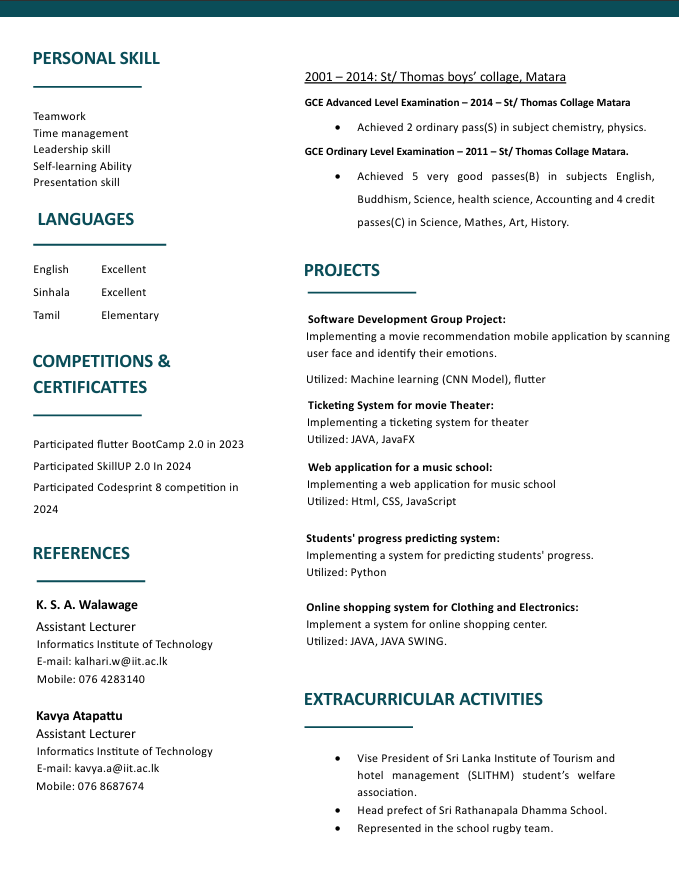 PERSONAL SKILL
Teamwork
Time management
Leadership skill
Self-learning Ability
Presentation skill
LANGUAGES
English Excellent
Sinhala Excellent
Tamil Elementary
COMPETITIONS &
CERTIFICATTES
Participated flutter BootCamp 2.0 in 2023
Participated SkillUP 2.0 In 2024
Participated Codesprint 8 competition in
2024
REFERENCES
K. S. A. Walawage
Assistant Lecturer
Informatics Institute of Technology
E-mail: kalhari.w@iit.ac.lk
Mobile: 076 4283140
Kavya Atapattu
Assistant Lecturer
Informatics Institute of Technology
E-mail: kavya.a@iit.ac.lk
Mobile: 076 8687674
2001 – 2014: St/ Thomas boys’ collage, Matara
GCE Advanced Level Examination – 2014 – St/ Thomas Collage Matara
• Achieved 2 ordinary pass(S) in subject chemistry, physics.
GCE Ordinary Level Examination – 2011 – St/ Thomas Collage Matara.
• Achieved 5 very good passes(B) in subjects English,
Buddhism, Science, health science, Accounting and 4 credit
passes(C) in Science, Mathes, Art, History.
PROJECTS
Software Development Group Project:
Implementing a movie recommendation mobile application by scanning
user face and identify their emotions.
Utilized: Machine learning (CNN Model), flutter
Ticketing System for movie Theater:
Implementing a ticketing system for theater
Utilized: JAVA, JavaFX
Web application for a music school:
Implementing a web application for music school
Utilized: Html, CSS, JavaScript
Students' progress predicting system:
Implementing a system for predicting students' progress.
Utilized: Python
Online shopping system for Clothing and Electronics:
Implement a system for online shopping center.
Utilized: JAVA, JAVA SWING.
EXTRACURRICULAR ACTIVITIES
• Vise President of Sri Lanka Institute of Tourism and
hotel management (SLITHM) student’s welfare
association.
• Head prefect of Sri Rathanapala Dhamma School.
• Represented in the school rugby team.